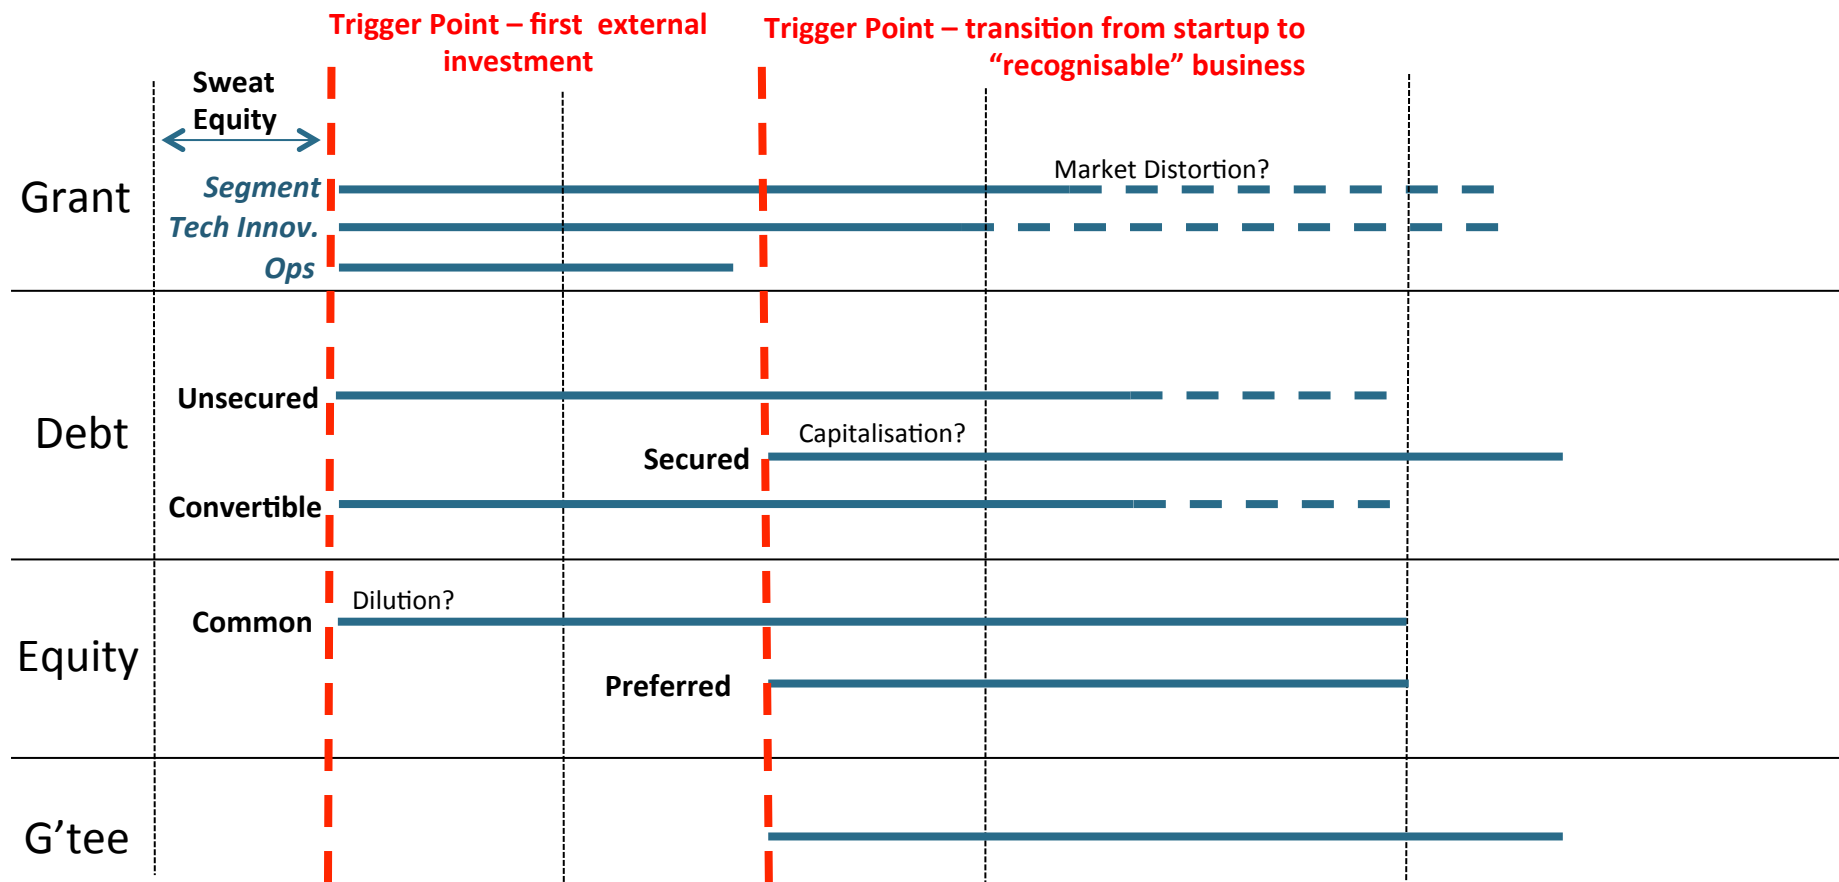 Trigger Point – first  external
investment
Trigger Point – transition from startup to
“recognisable” business
Sweat
Equity
Market Distortion?
Grant
Segment
Tech Innov.
Ops
Debt
Unsecured
Capitalisation?
Secured
Convertible
Equity
Dilution?
Common
Preferred
G’tee